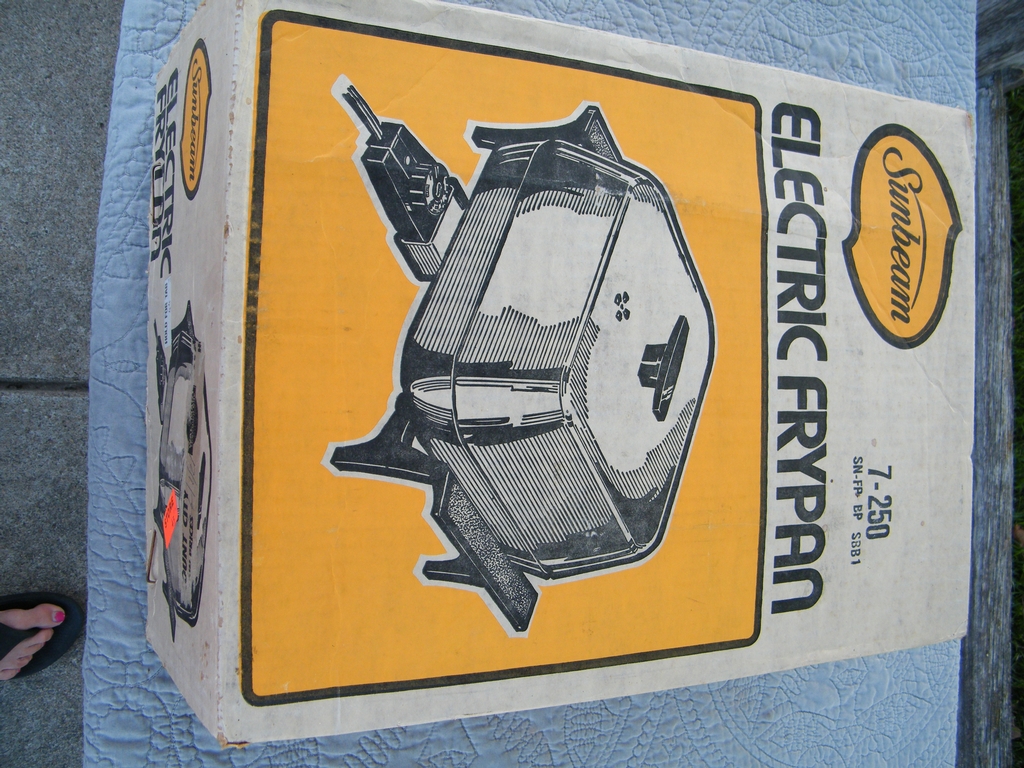 Sunbeam
ELECTRIC FRYPAN
7-250
SN-FP BP SBB1
Sunbeam
ELECTRIC
FRYPAN